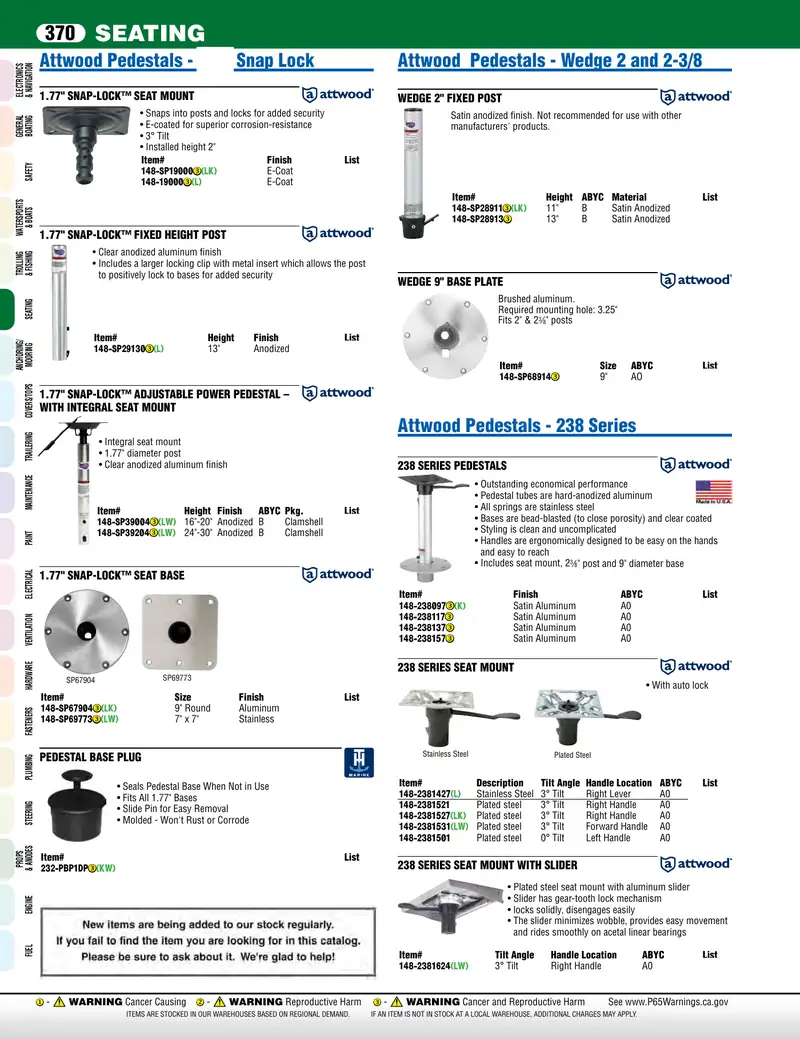 370 SEATING
ELECTRONICS
& NAVIGATION
GENERAL
BOATING
SAFETY
WATERSPORTS
& BOATS
TROLLING
& FISHING
SEATING
ANCHORING/
MOORING
COVERS/TOPS
TRAILERING
MAINTENANCE
PAINT
ELECTRICAL
VENTILATION
HARDWARE
FASTENERS
PLUMBING
STEERING
PROPS
& ANODES
ENGINE
FUEL
Attwood Pedestals - Snap Lock
1.77" SNAP-LOCK™ SEAT MOUNT
attwood
• Snaps into posts and locks for added security
• E-coated for superior corrosion-resistance
• 3° Tilt
• Installed height 2"
Item# Finish List
148-SP19000 3 (LK) E-Coat
148-19000 3 (L) E-Coat
1.77" SNAP-LOCK™ FIXED HEIGHT POST
attwood
• Clear anodized aluminum finish
• Includes a larger locking clip with metal insert which allows the post
to positively lock to bases for added security
Item# Height Finish List
148-SP29130 3 (L) 13" Anodized
1.77" SNAP-LOCK™ ADJUSTABLE POWER PEDESTAL –
WITH INTEGRAL SEAT MOUNT
attwood
• Integral seat mount
• 1.77" diameter post
• Clear anodized aluminum finish
Item# Height Finish ABYC Pkg. List
148-SP39004 3 (LW) 16"-20" Anodized B Clamshell
148-SP39204 3 (LW) 24"-30" Anodized B Clamshell
1.77" SNAP-LOCK™ SEAT BASE
attwood
SP67904
SP69773
Item# Size Finish List
148-SP67904 3 (LK) 9" Round Aluminum
148-SP69773 3 (LW) 7" x 7" Stainless
PEDESTAL BASE PLUG
TH
MARINE
• Seals Pedestal Base When Not in Use
• Fits All 1.77" Bases
• Slide Pin for Easy Removal
• Molded - Won't Rust or Corrode
Item# List
232-PBP1DP 3 (KW)
New items are being added to our stock regularly.
If you fail to find the item you are looking for in this catalog.
Please be sure to ask about it. We're glad to help!
Attwood Pedestals - Wedge 2 and 2-3/8
WEDGE 2" FIXED POST
attwood
Satin anodized finish. Not recommended for use with other
manufacturers' products.
Item# Height ABYC Material List
148-SP28911 3 (LK) 11" B Satin Anodized
148-SP28913 3 13" B Satin Anodized
WEDGE 9" BASE PLATE
attwood
Brushed aluminum.
Required mounting hole: 3.25"
Fits 2" & 2⅜" posts
Item# Size ABYC List
148-SP68914 3 9" AO
Attwood Pedestals - 238 Series
238 SERIES PEDESTALS
attwood
• Outstanding economical performance
• Pedestal tubes are hard-anodized aluminum
• All springs are stainless steel
• Bases are bead-blasted (to close porosity) and clear coated
• Styling is clean and uncomplicated
• Handles are ergonomically designed to be easy on the hands
and easy to reach
• Includes seat mount, 2⅜" post and 9" diameter base
Made in U.S.A.
Item# Finish ABYC List
148-238097 3 (K) Satin Aluminum A0
148-238117 3 Satin Aluminum A0
148-238137 3 Satin Aluminum A0
148-238157 3 Satin Aluminum A0
238 SERIES SEAT MOUNT
attwood
• With auto lock
Stainless Steel
Plated Steel
Item# Description Tilt Angle Handle Location ABYC List
148-2381427(L) Stainless Steel 3° Tilt Right Lever A0
148-2381521 Plated steel 3° Tilt Right Handle A0
148-2381527(LK) Plated steel 3° Tilt Right Handle A0
148-2381531(LW) Plated steel 3° Tilt Forward Handle A0
148-2381501 Plated steel 0° Tilt Left Handle A0
238 SERIES SEAT MOUNT WITH SLIDER
attwood
• Plated steel seat mount with aluminum slider
• Slider has gear-tooth lock mechanism
• locks solidly, disengages easily
• The slider minimizes wobble, provides easy movement
and rides smoothly on acetal linear bearings
Item# Tilt Angle Handle Location ABYC List
148-2381624(LW) 3° Tilt Right Handle A0
1 - WARNING Cancer Causing 2 - WARNING Reproductive Harm 3 - WARNING Cancer and Reproductive Harm See www.P65Warnings.ca.gov
ITEMS ARE STOCKED IN OUR WAREHOUSES BASED ON REGIONAL DEMAND. IF AN ITEM IS NOT IN STOCK AT A LOCAL WAREHOUSE, ADDITIONAL CHARGES MAY APPLY.